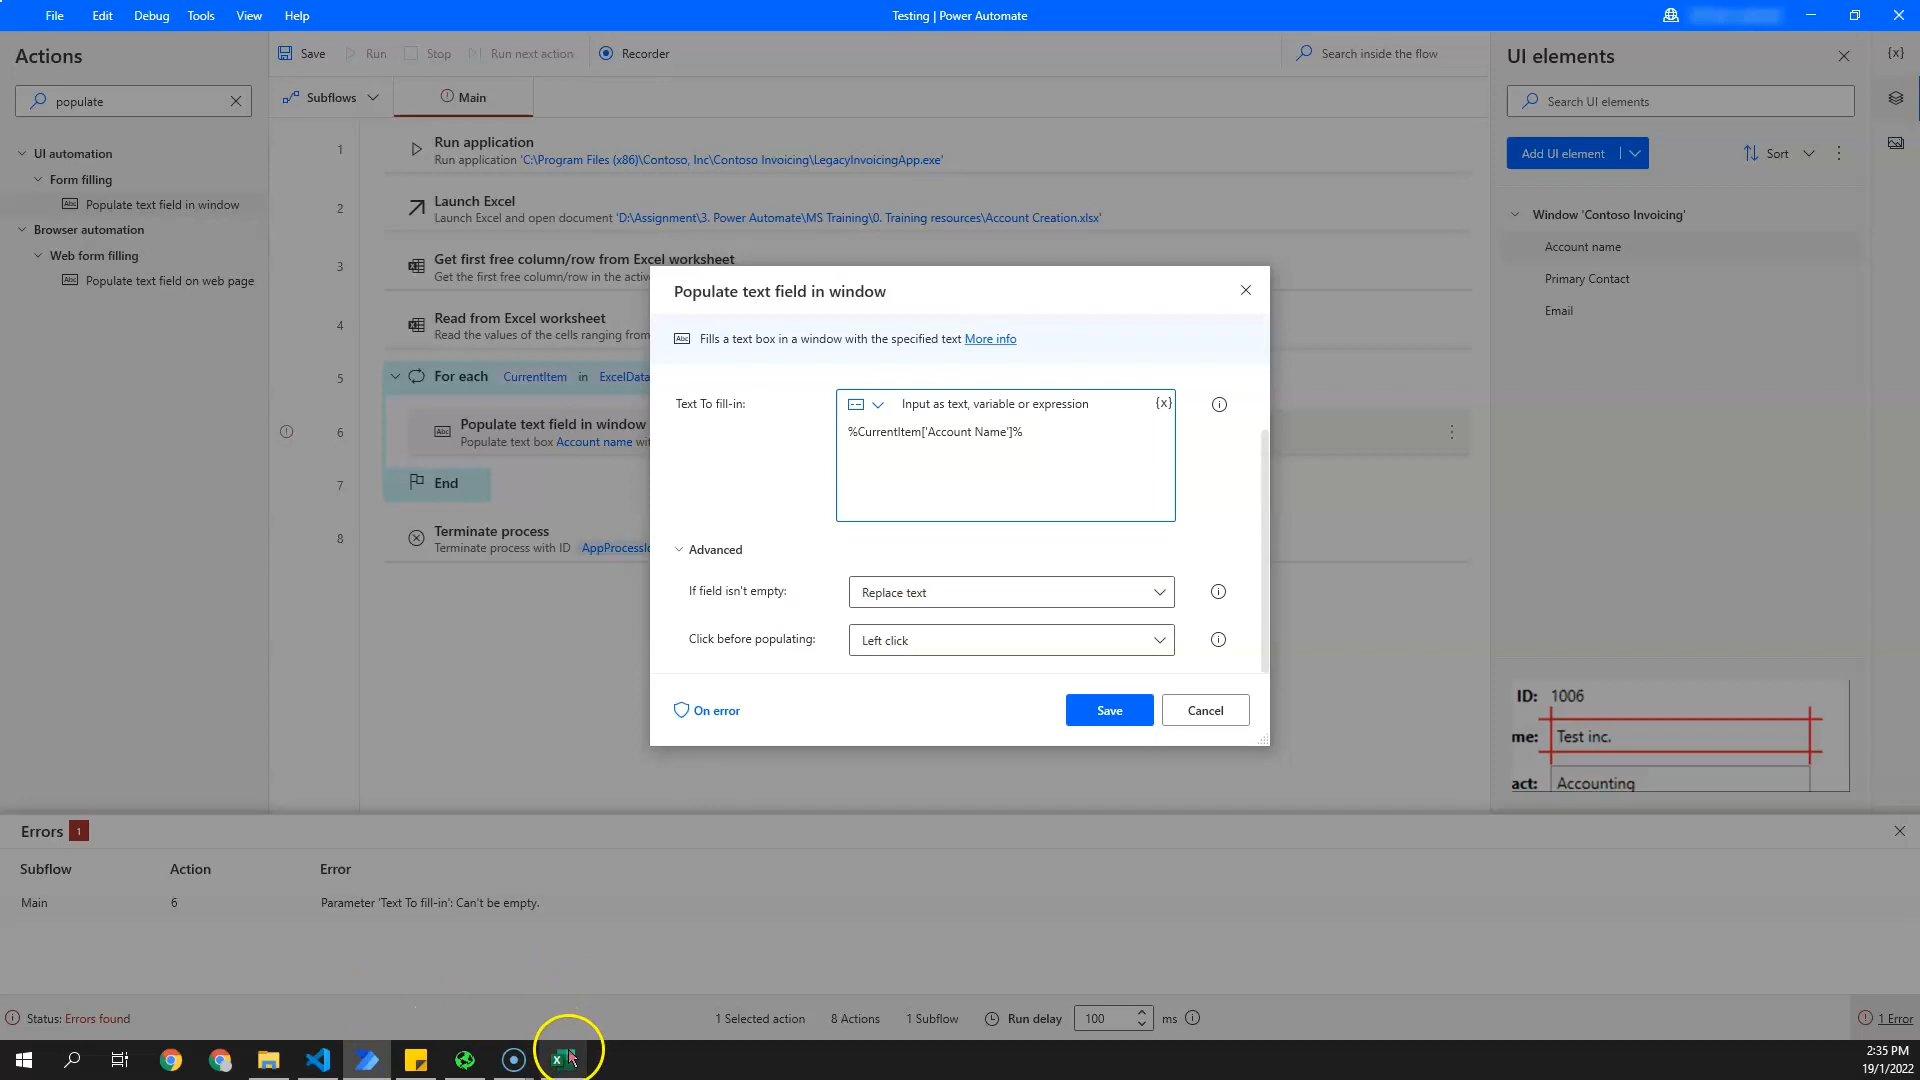 File Edit Debug Tools View Help
Testing | Power Automate
Actions
populate
UI automation
Form filling
Populate text field in window
Browser automation
Web form filling
Populate text field on web page
Save Run Stop Run next action Recorder
Search inside the flow
Subflows Main
1 Run application
Run application 'C:\Program Files (x86)\Contoso, Inc\Contoso Invoicing\LegacyInvoicingApp.exe'
2 Launch Excel
Launch Excel and open document 'D:\Assignment\3. Power Automate\MS Training\0. Training resources\Account Creation.xlsx'
3 Get first free column/row from Excel worksheet
Get the first free column/row in the activ
4 Read from Excel worksheet
Read the values of the cells ranging from
5 For each CurrentItem in ExcelData
6 Populate text field in window
Populate text box Account name wit
7 End
8 Terminate process
Terminate process with ID AppProcessId
Populate text field in window
Abc Fills a text box in a window with the specified text More info
Text To fill-in:
Input as text, variable or expression {x}
%CurrentItem['Account Name']%
Advanced
If field isn't empty: Replace text
Click before populating: Left click
On error Save Cancel
UI elements
{x}
Search UI elements
Add UI element Sort
Window 'Contoso Invoicing'
Account name
Primary Contact
Email
ID: 1006
me: Test inc.
act: Accounting
Errors 1
Subflow Action Error
Main 6 Parameter 'Text To fill-in': Can't be empty.
Status: Errors found
1 Selected action 8 Actions 1 Subflow Run delay 100 ms
1 Error
2:35 PM
19/1/2022